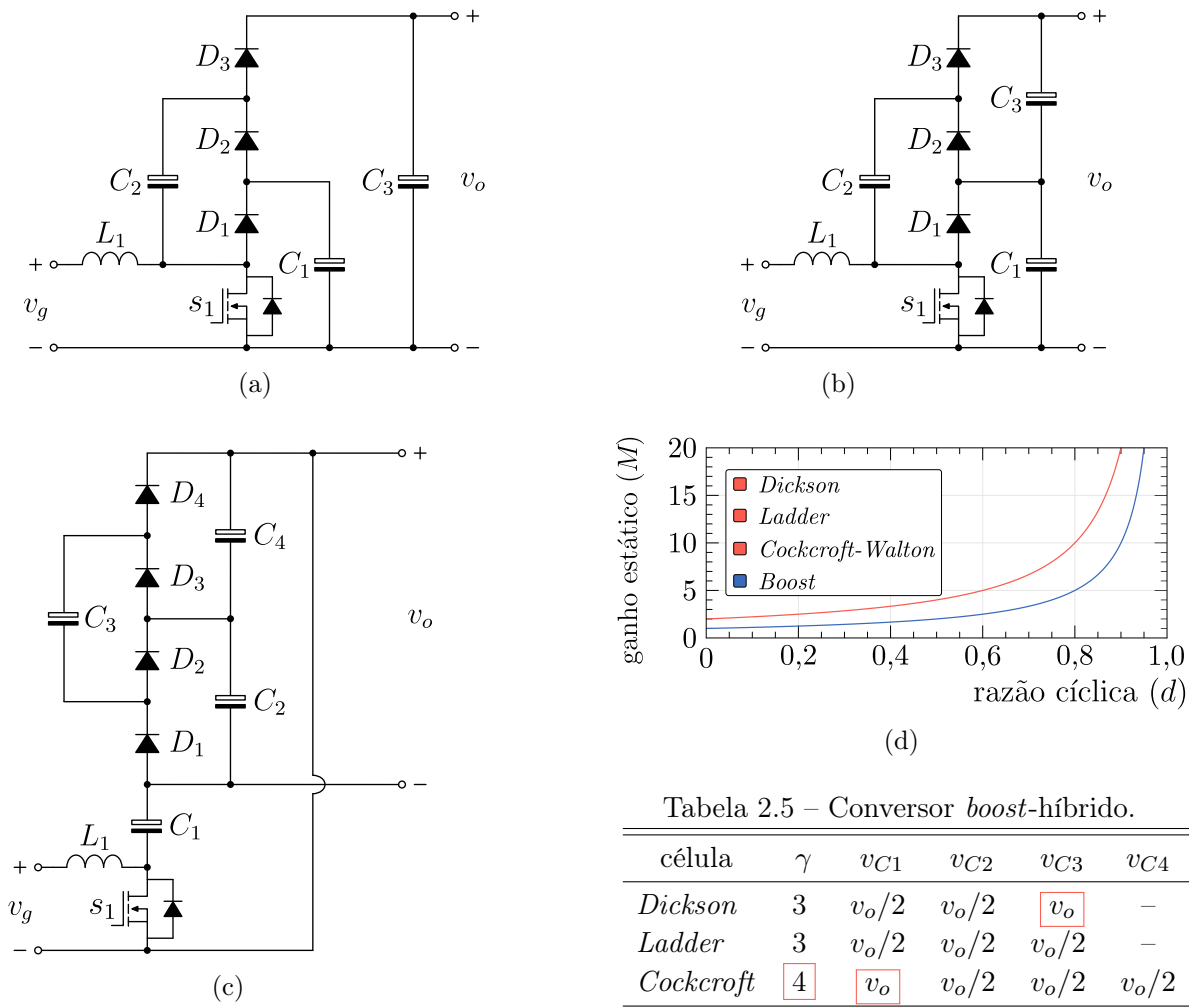 D3
D2
C2
C3
vo
D1
L1
C1
+
+
−
−
vg
s1
(a)
D3
C3
D2
C2
vo
D1
L1
C1
+
+
−
−
vg
s1
(b)
+
D4
C4
D3
C3
vo
D2
C2
D1
−
C1
L1
+
vg
s1
−
(c)
ganho estático (M)
20
15
10
5
0
Dickson
Ladder
Cockcroft-Walton
Boost
0 0,2 0,4 0,6 0,8 1,0
razão cíclica (d)
(d)
Tabela 2.5 – Conversor boost-híbrido.
célula γ vC1 vC2 vC3 vC4
Dickson 3 vo/2 vo/2 vo –
Ladder 3 vo/2 vo/2 vo/2 –
Cockcroft 4 vo vo/2 vo/2 vo/2